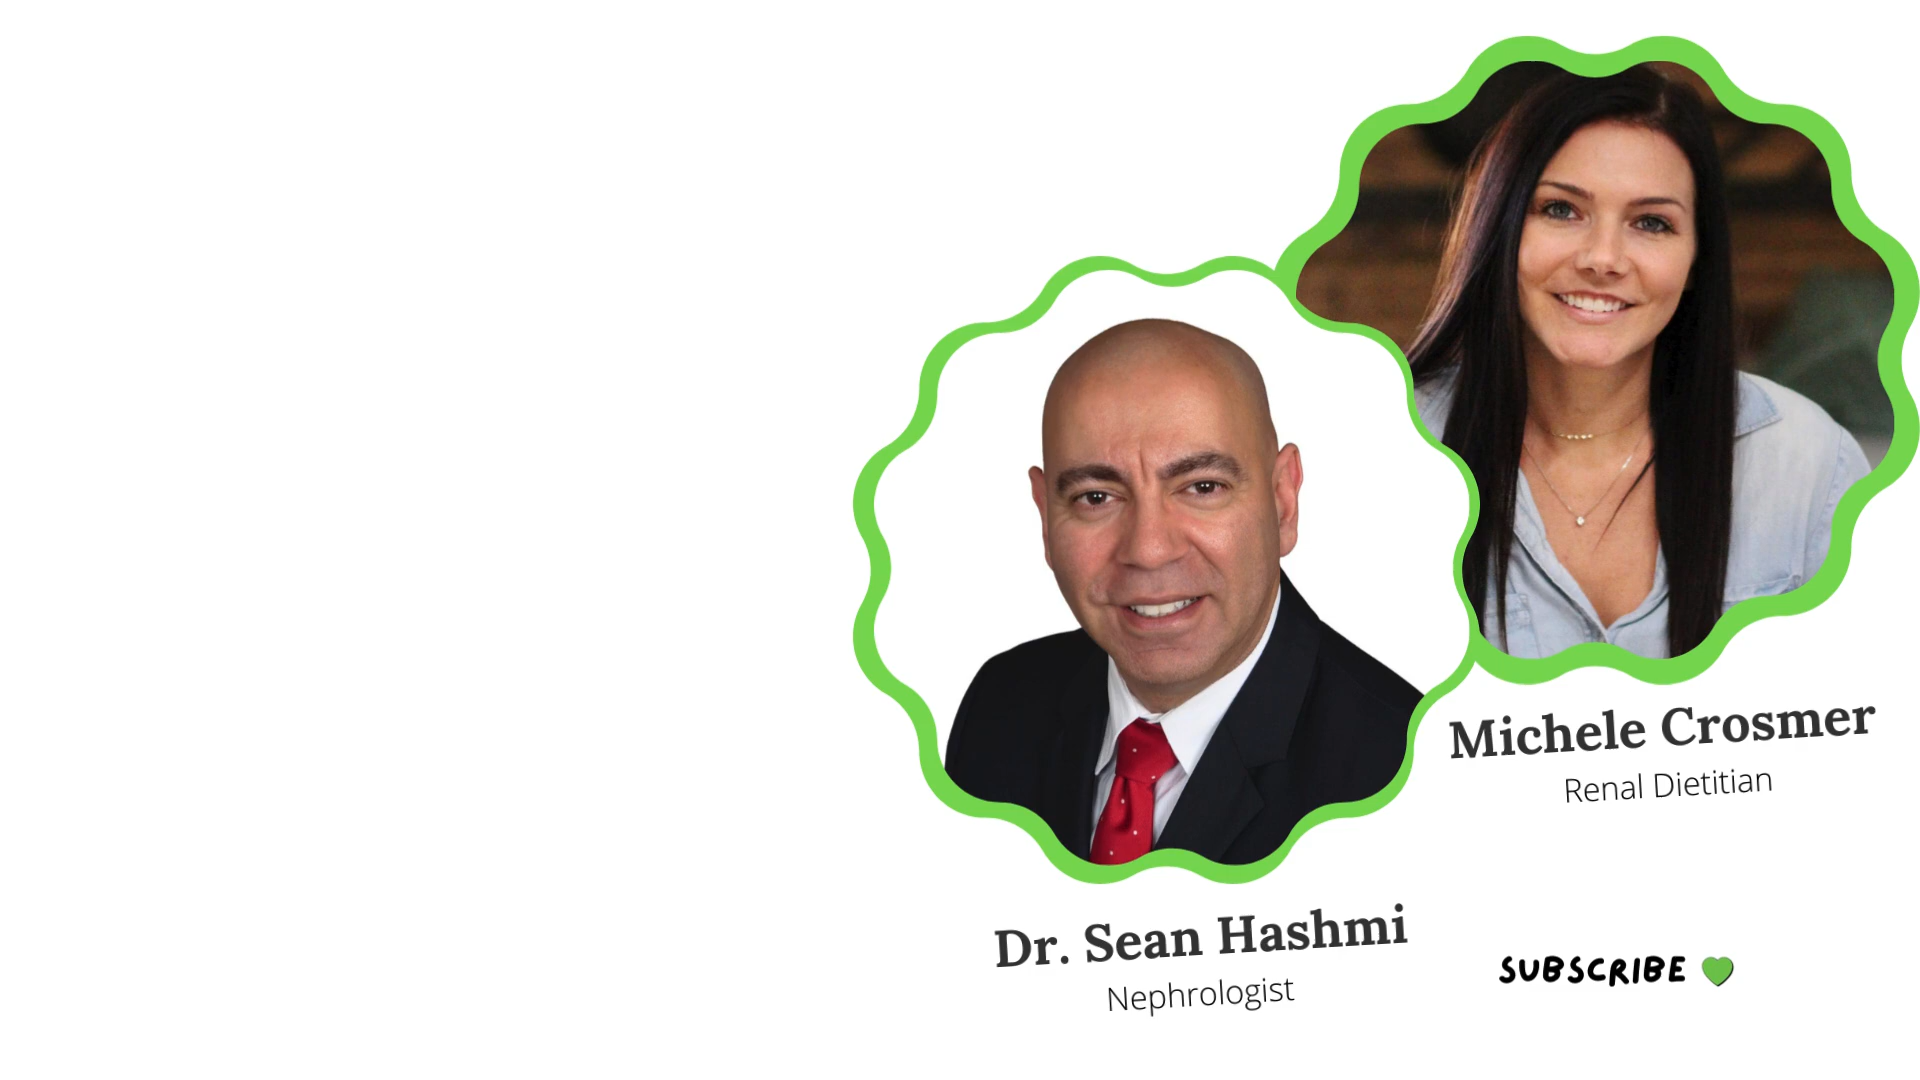 Michele Crosmer
Renal Dietitian
Dr. Sean Hashmi
Nephrologist
SUBSCRIBE